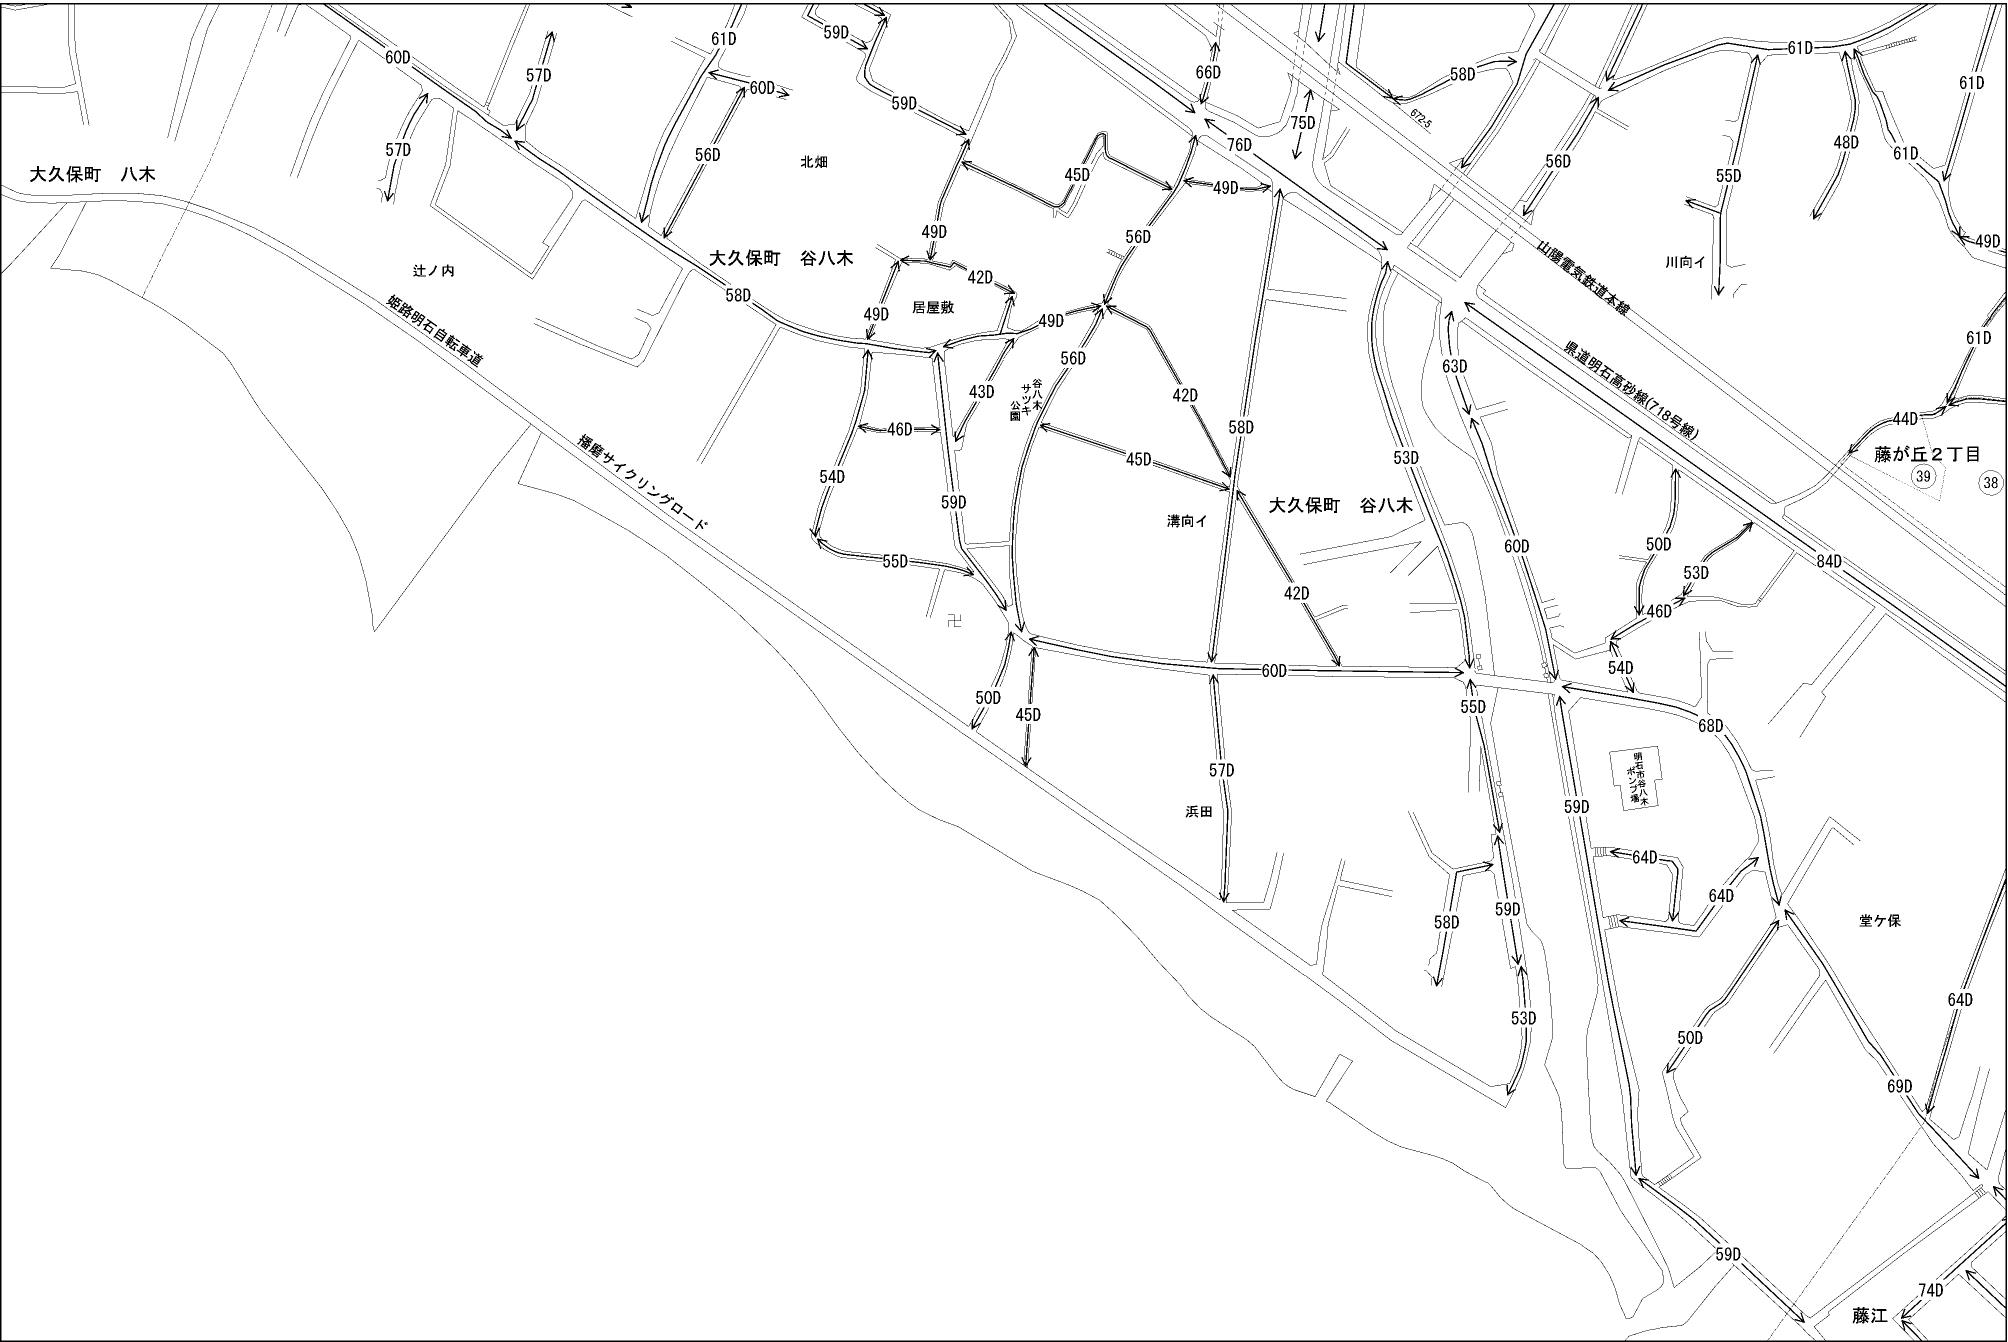 59D
61D
60D
61D
57D
66D
58D
61D
60D
59D
672-5
75D
76D
57D
56D
48D
61D
北畑
56D
45D
55D
大久保町　八木
49D
49D
56D
49D
大久保町　谷八木
川向イ
辻ノ内
42D
山陽電気鉄道本線
58D
居屋敷
姫路明石自転車道
49D
49D
61D
56D
63D
県道明石高砂線(718号線)
43D
谷八木
サツキ
公園
42D
44D
46D
58D
播磨サイクリングロード
45D
53D
藤が丘2丁目
39
38
54D
59D
大久保町　谷八木
溝向イ
60D
50D
55D
84D
53D
42D
46D
卍
60D
54D
50D
45D
55D
68D
57D
明石市谷八木
ポンプ場
59D
浜田
64D
64D
58D
59D
堂ケ保
64D
53D
50D
69D
59D
74D
藤江